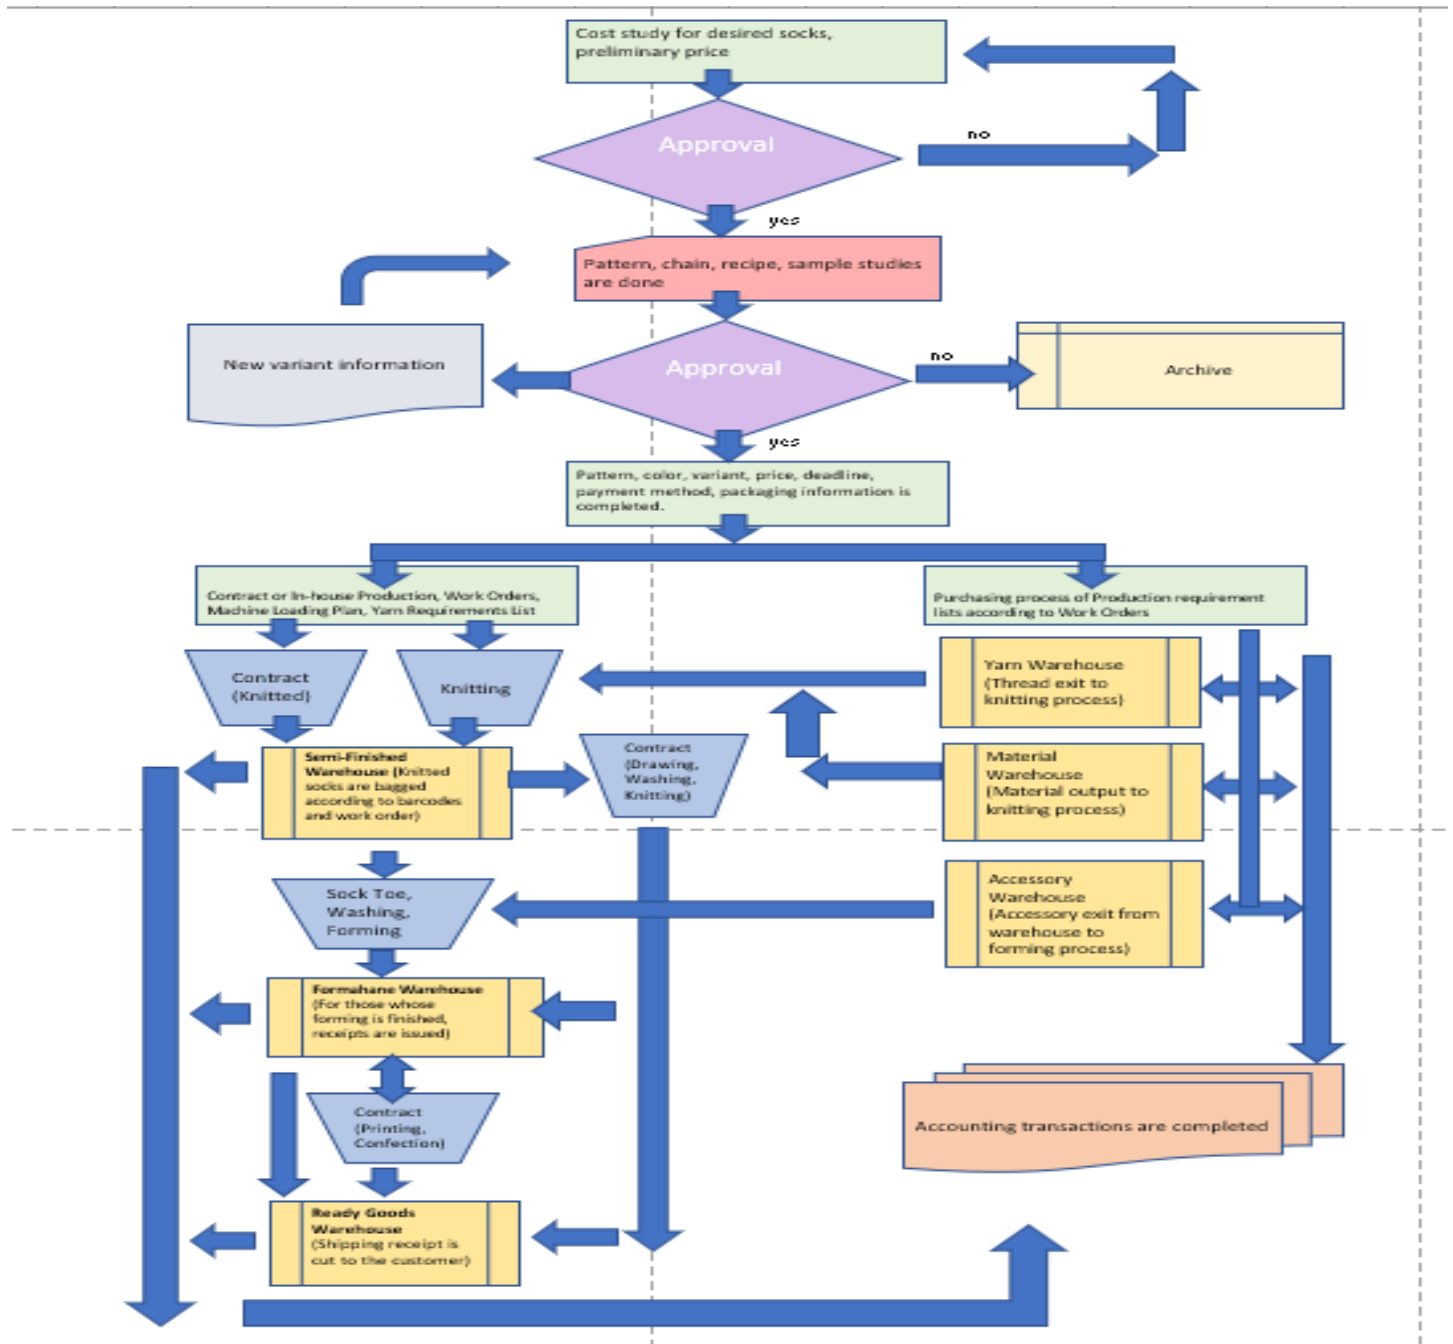 Cost study for desired socks,
preliminary price
Approval
no
yes
Pattern, chain, recipe, sample studies
are done
New variant information
Approval
no
Archive
yes
Pattern, color, variant, price, deadline,
payment method, packaging information is
completed.
Contract or In-house Production, Work Orders,
Machine Loading Plan, Yarn Requirements List
Purchasing process of Production requirement
lists according to Work Orders
Contract
(Knitted)
Knitting
Yarn Warehouse
(Thread exit to
knitting process)
Semi-Finished
Warehouse (Knitted
socks are bagged
according to barcodes
and work order)
Contract
(Drawing,
Washing,
Knitting)
Material
Warehouse
(Material output to
knitting process)
Sock Toe,
Washing,
Forming
Accessory
Warehouse
(Accessory exit from
warehouse to
forming process)
Formahane Warehouse
(For those whose
forming is finished,
receipts are issued)
Contract
(Printing,
Confection)
Accounting transactions are completed
Ready Goods
Warehouse
(Shipping receipt is
cut to the customer)